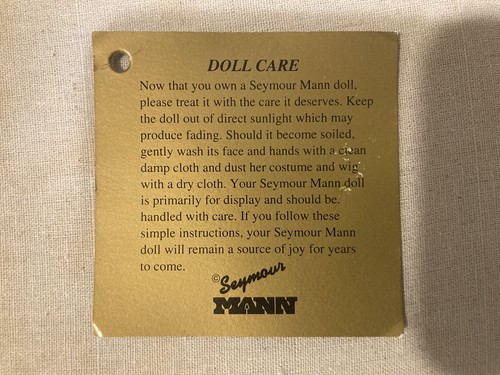 DOLL CARE
Now that you own a Seymour Mann doll,
please treat it with the care it deserves. Keep
the doll out of direct sunlight which may
produce fading. Should it become soiled,
gently wash its face and hands with a clean
damp cloth and dust her costume and wig
with a dry cloth. Your Seymour Mann doll
is primarily for display and should be
handled with care. If you follow these
simple instructions, your Seymour Mann
doll will remain a source of joy for years
to come.
©Seymour
MANN